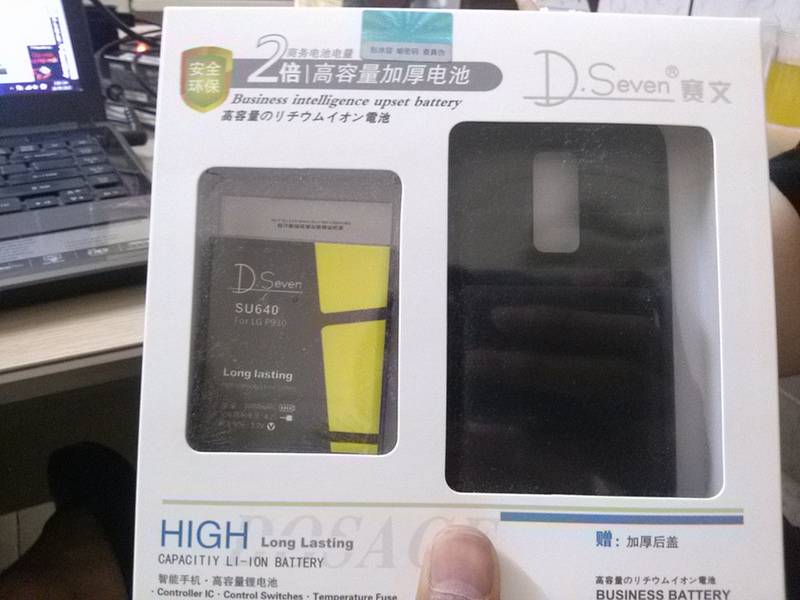 商务电池电量
安全
环保
2倍|高容量加厚电池
D.Seven® 赛文
Business intelligence upset battery
高容量のリチウムイオン電池
D.Seven
SU640
For LG P930
Long lasting
HIGH Long Lasting
CAPACITIY LI-ION BATTERY
智能手机·高容量锂电池
· Controller IC · Control Switches · Temperature Fuse
赠：加厚后盖
高容量のリチウムイオン電池
BUSINESS BATTERY